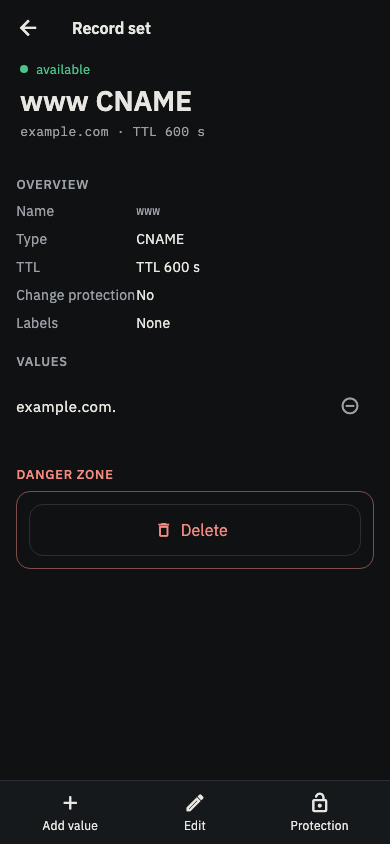 Record set
available
www CNAME
example.com · TTL 600 s
OVERVIEW
Name www
Type CNAME
TTL TTL 600 s
Change protection No
Labels None
VALUES
example.com.
DANGER ZONE
Delete
Add value Edit Protection